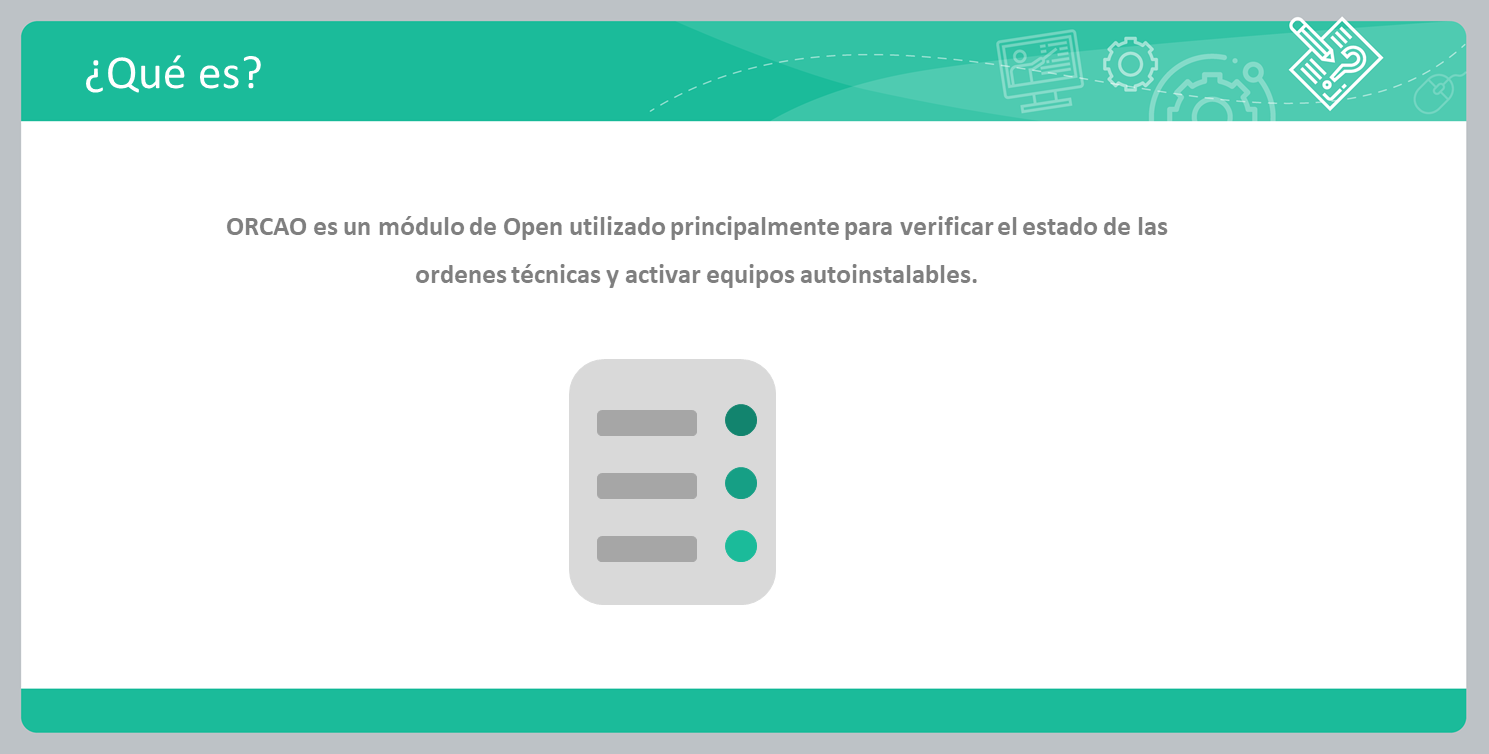 ¿Qué es?
ORCAO es un módulo de Open utilizado principalmente para verificar el estado de las
ordenes técnicas y activar equipos autoinstalables.